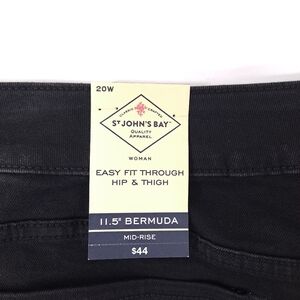 20W
CLASSIC CRAFTED
ST JOHN'S BAY
QUALITY
APPAREL
WOMAN
EASY FIT THROUGH
HIP & THIGH
11.5" BERMUDA
MID-RISE
$44